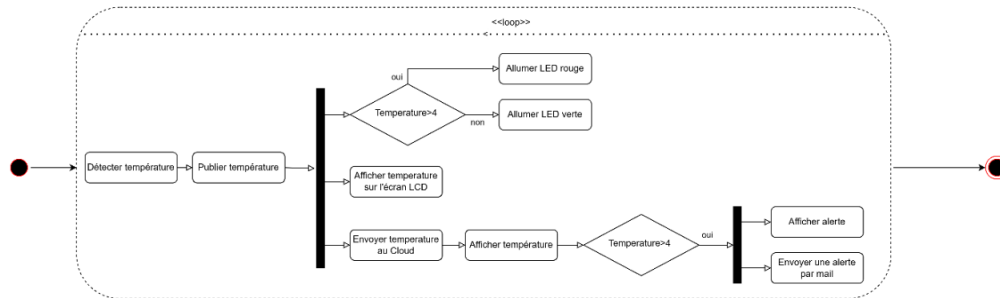 <<loop>>
oui
Allumer LED rouge
Temperature>4
non
Allumer LED verte
Détecter température
Publier température
Afficher temperature
sur l'écran LCD
Envoyer temperature
au Cloud
Afficher température
Temperature>4
oui
Afficher alerte
Envoyer une alerte
par mail